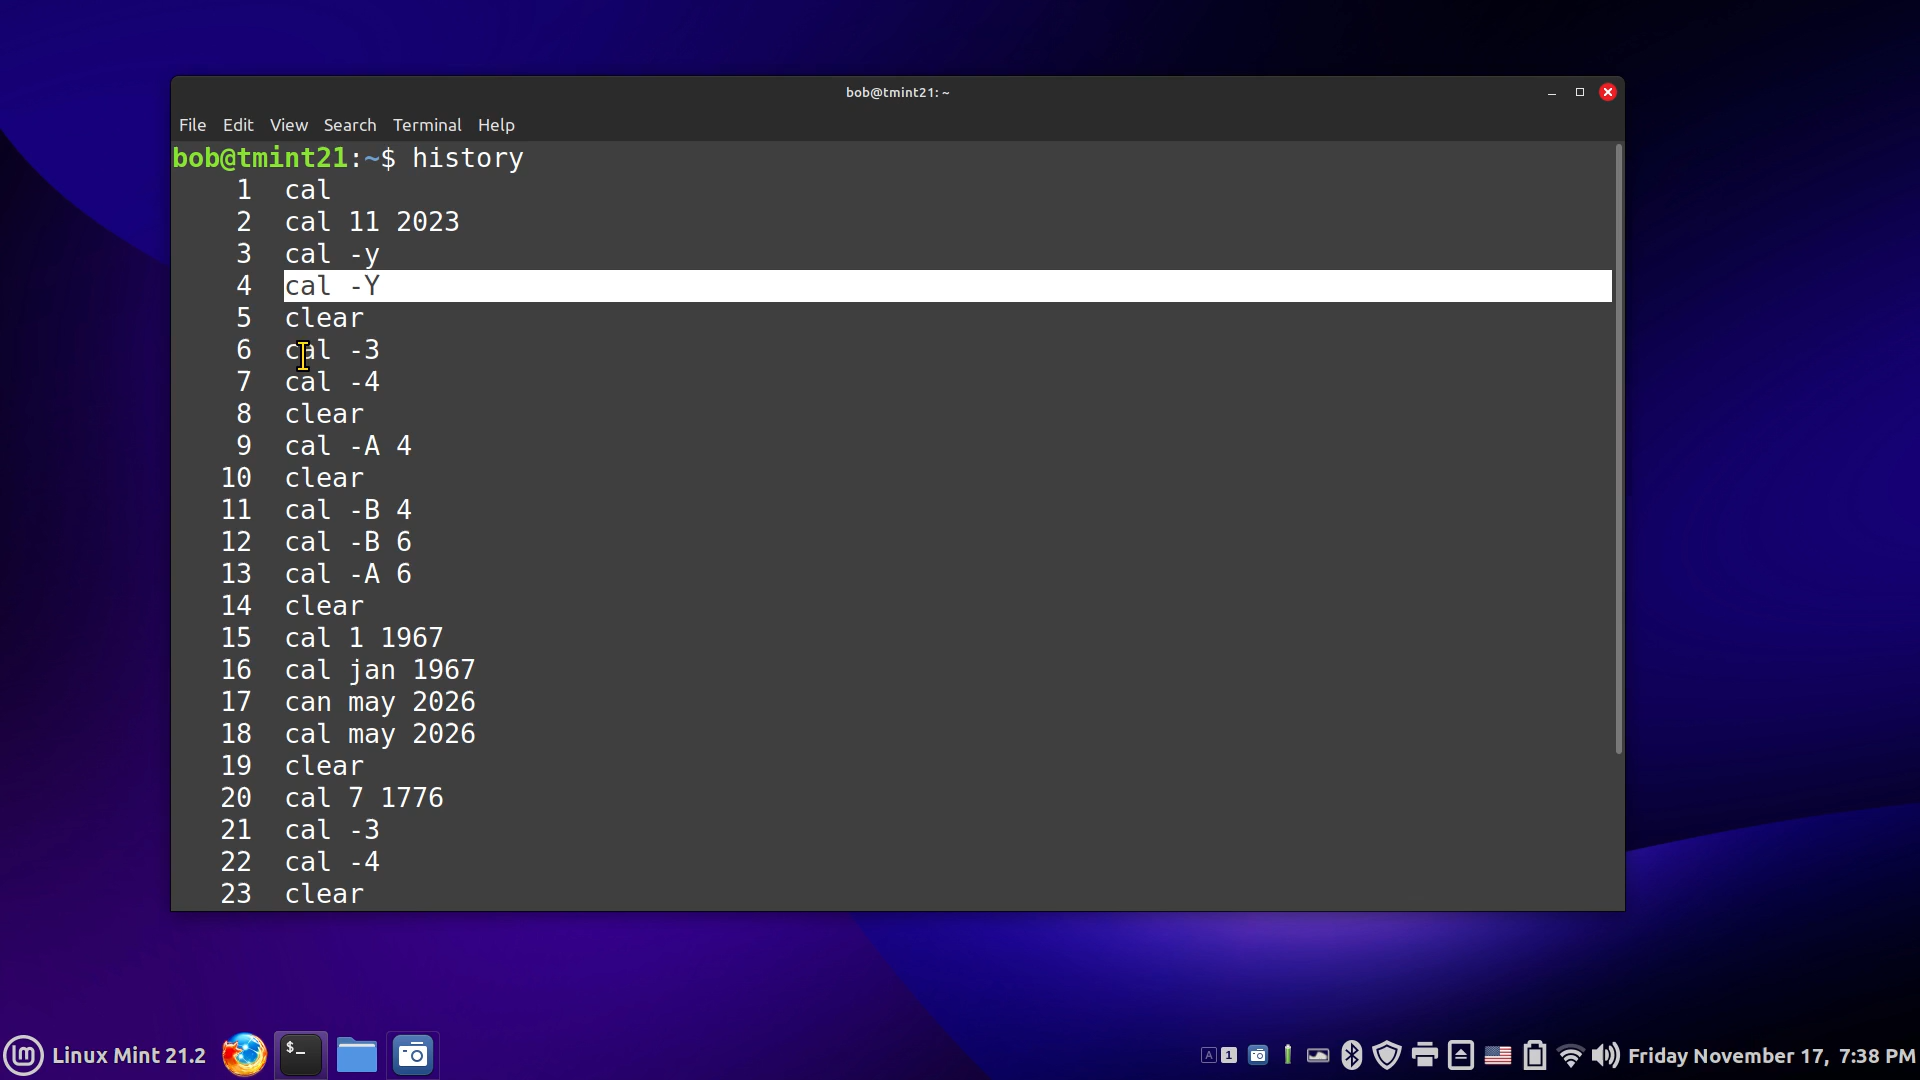 bob@tmint21: ~
File Edit View Search Terminal Help
bob@tmint21:~$ history
1 cal
2 cal 11 2023
3 cal -y
4 cal -Y
5 clear
6 cal -3
7 cal -4
8 clear
9 cal -A 4
10 clear
11 cal -B 4
12 cal -B 6
13 cal -A 6
14 clear
15 cal 1 1967
16 cal jan 1967
17 can may 2026
18 cal may 2026
19 clear
20 cal 7 1776
21 cal -3
22 cal -4
23 clear
Linux Mint 21.2 $_ A 1 Friday November 17, 7:38 PM